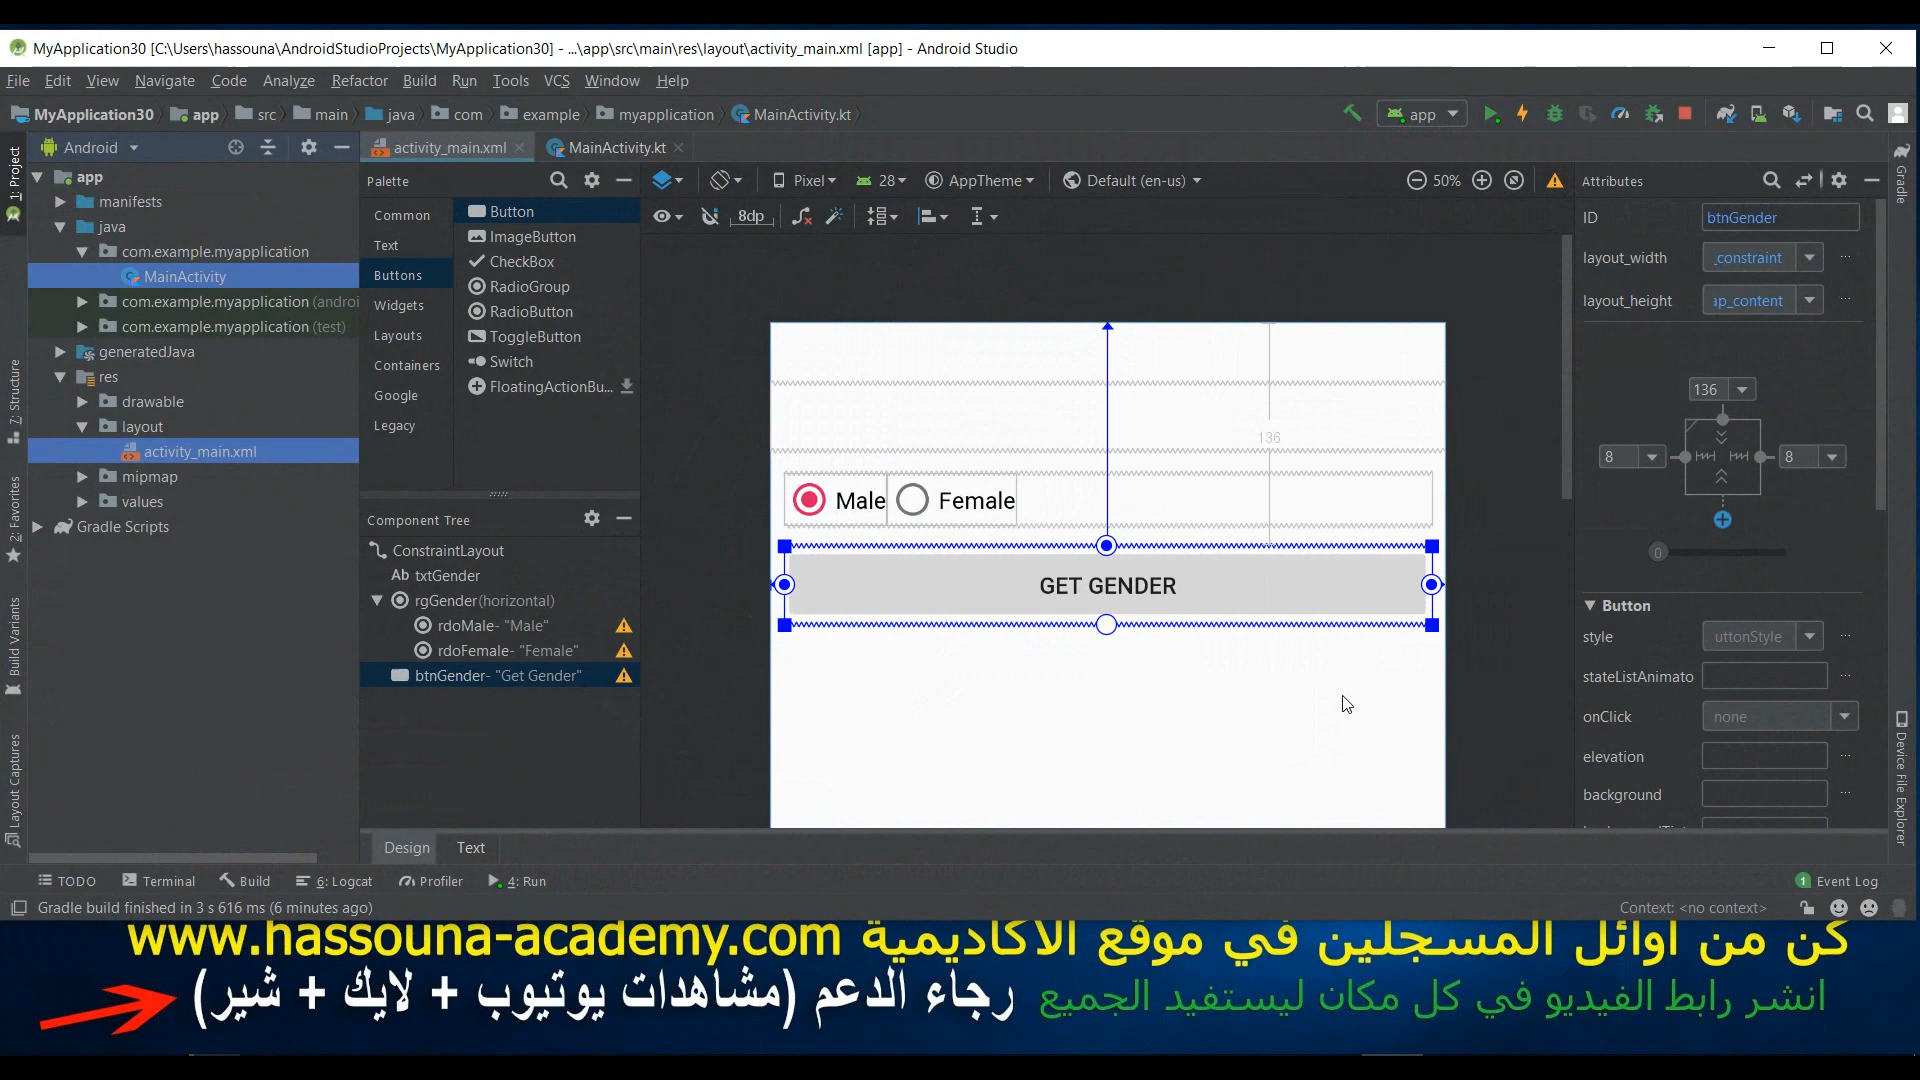 MyApplication30 [C:\Users\hassouna\AndroidStudioProjects\MyApplication30] - ...\app\src\main\res\layout\activity_main.xml [app] - Android Studio
File Edit View Navigate Code Analyze Refactor Build Run Tools VCS Window Help
MyApplication30 app src main java com example myapplication MainActivity.kt
app
1: Project
7: Structure
2: Favorites
Build Variants
Layout Captures
Android
app
manifests
java
com.example.myapplication
MainActivity
com.example.myapplication (androi
com.example.myapplication (test)
generatedJava
res
drawable
layout
activity_main.xml
mipmap
values
Gradle Scripts
activity_main.xml MainActivity.kt
Palette
Common
Text
Buttons
Widgets
Layouts
Containers
Google
Legacy
Button
ImageButton
CheckBox
RadioGroup
RadioButton
ToggleButton
Switch
FloatingActionBu...
Component Tree
ConstraintLayout
Ab txtGender
rgGender(horizontal)
rdoMale- "Male"
rdoFemale- "Female"
btnGender- "Get Gender"
Pixel 28 AppTheme Default (en-us) 50%
8dp
136
Male Female
GET GENDER
Design Text
Attributes
ID btnGender
layout_width _constraint ...
layout_height ap_content ...
136
8 8
0
Button
style uttonStyle ...
stateListAnimato ...
onClick none
elevation ...
background ...
Gradle
Device File Explorer
TODO Terminal Build 6: Logcat Profiler 4: Run 1 Event Log
Gradle build finished in 3 s 616 ms (6 minutes ago) Context: <no context>
كن من اوائل المسجلين في موقع الاكاديمية www.hassouna-academy.com
انشر رابط الفيديو في كل مكان ليستفيد الجميع رجاء الدعم (مشاهدات يوتيوب + لايك + شير)